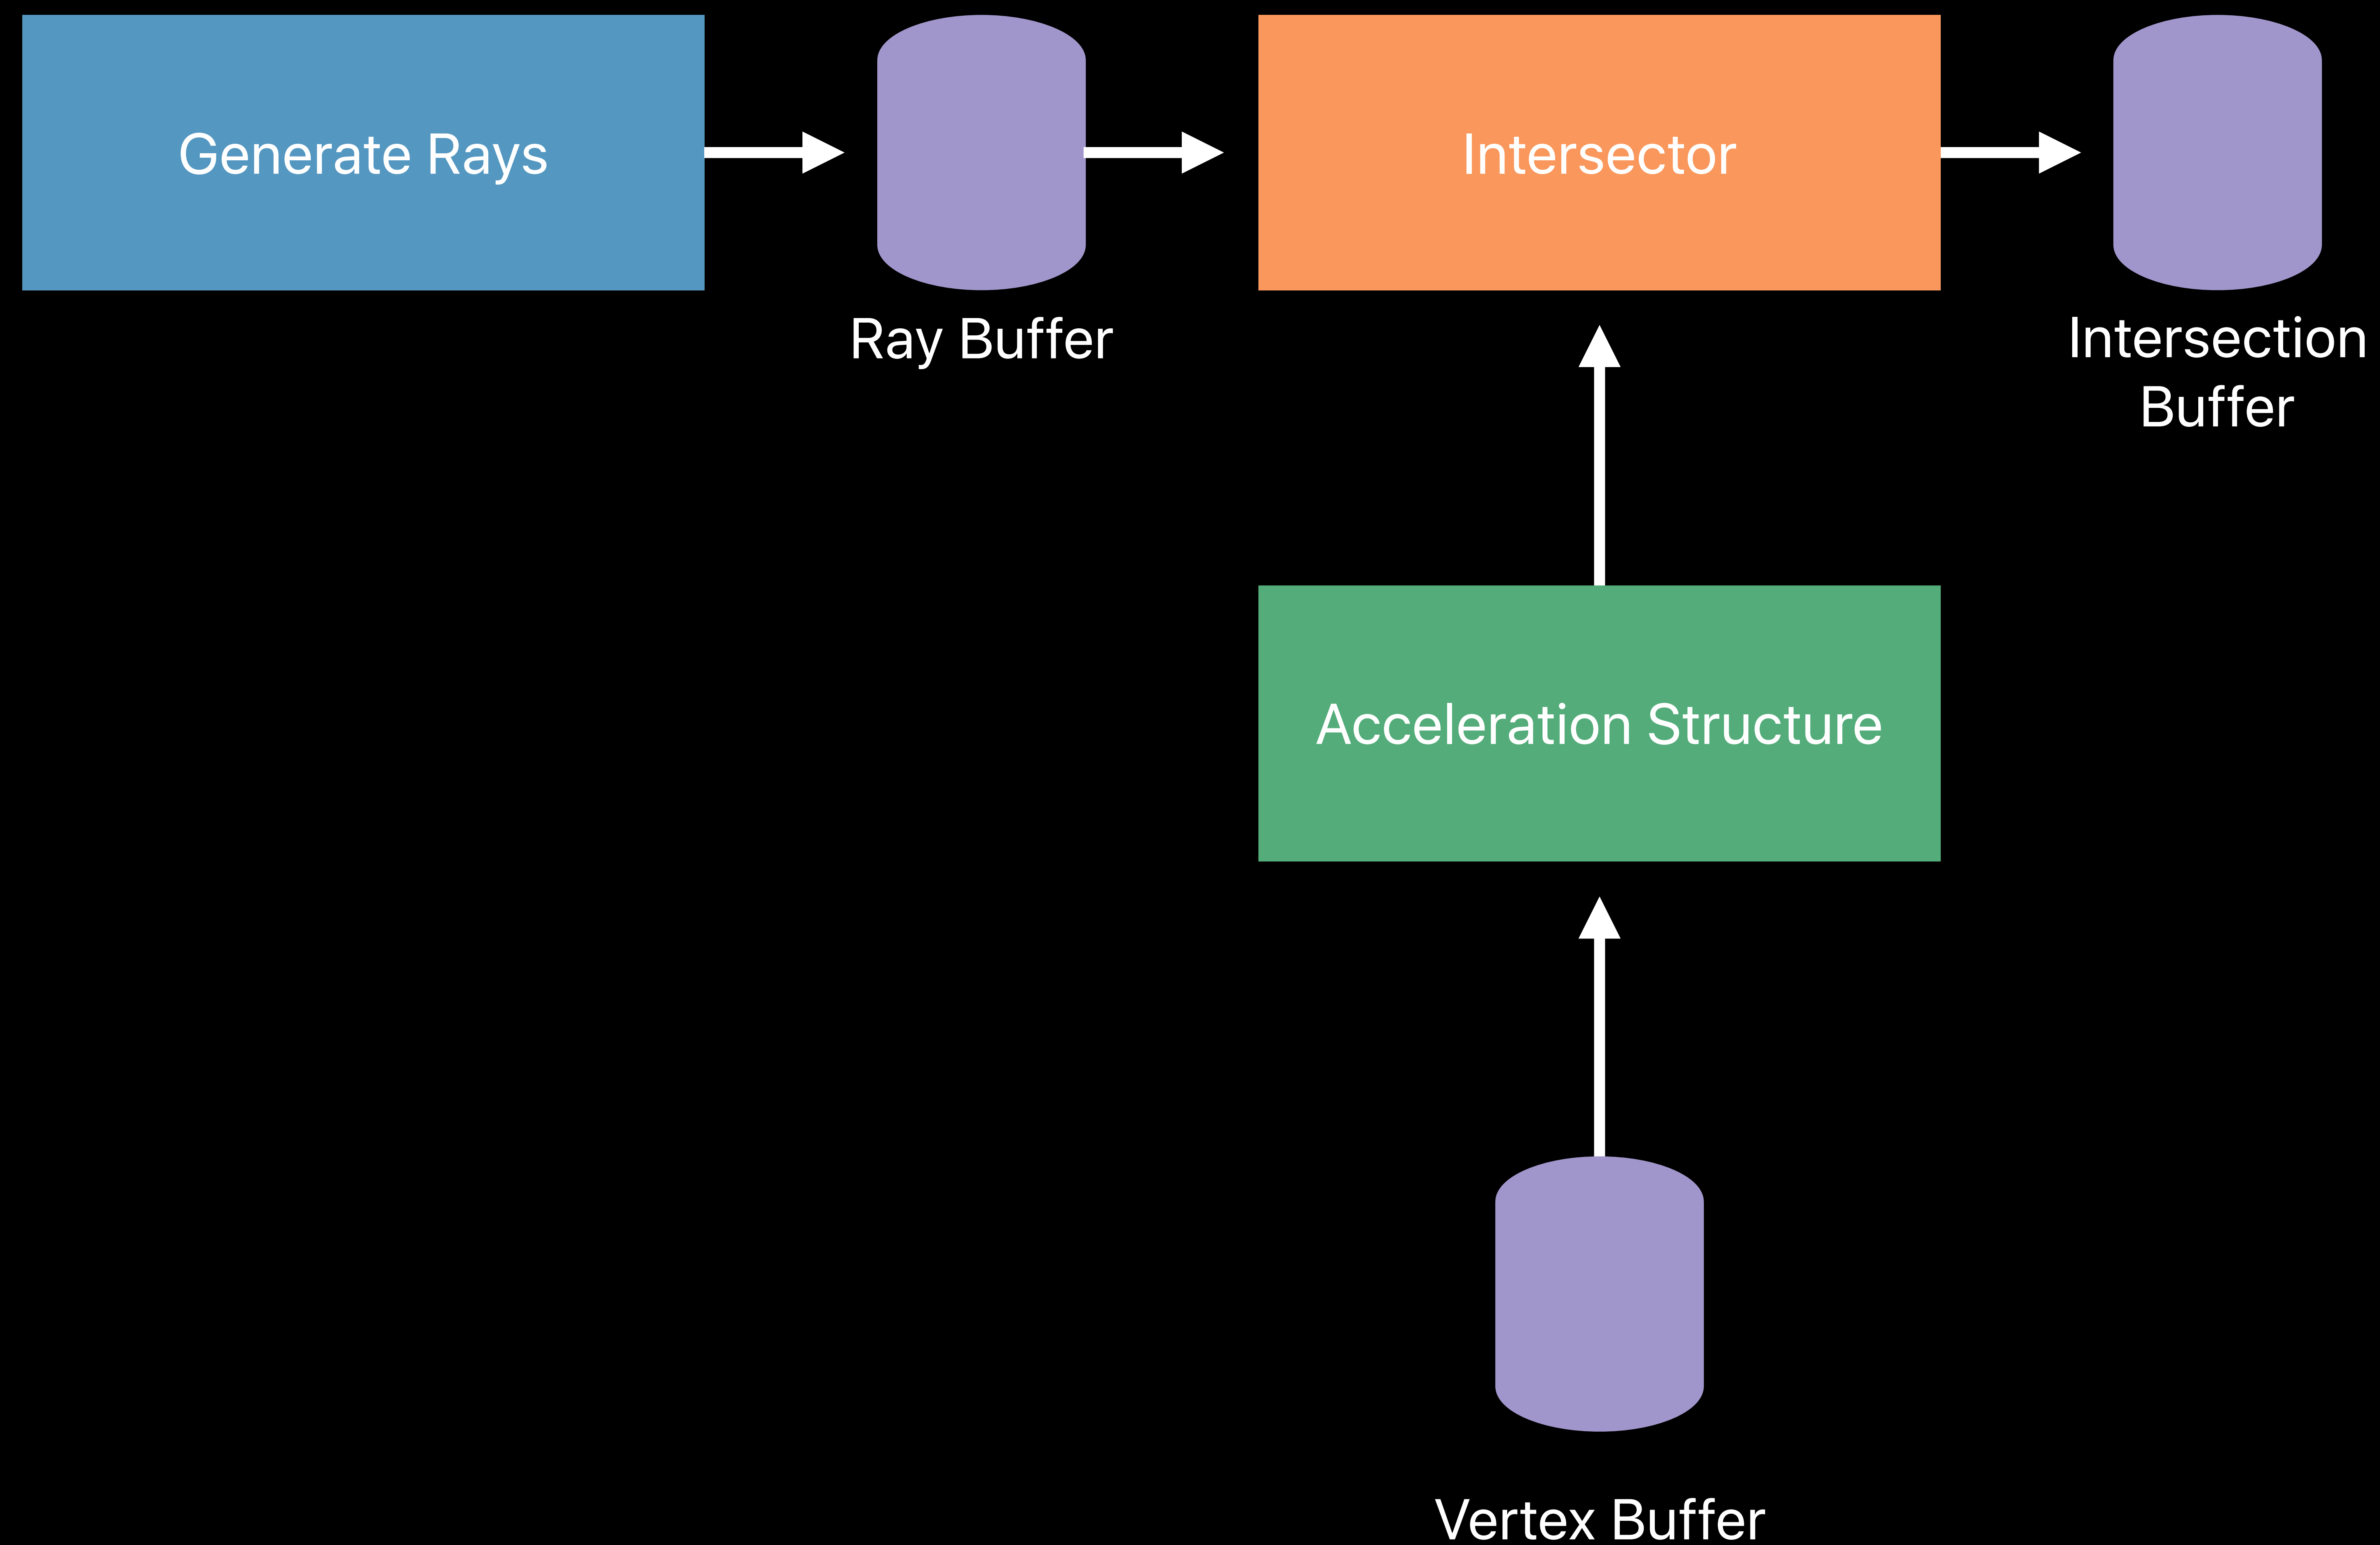 Generate Rays
Intersector
Ray Buffer
Intersection
Buffer
Acceleration Structure
Vertex Buffer